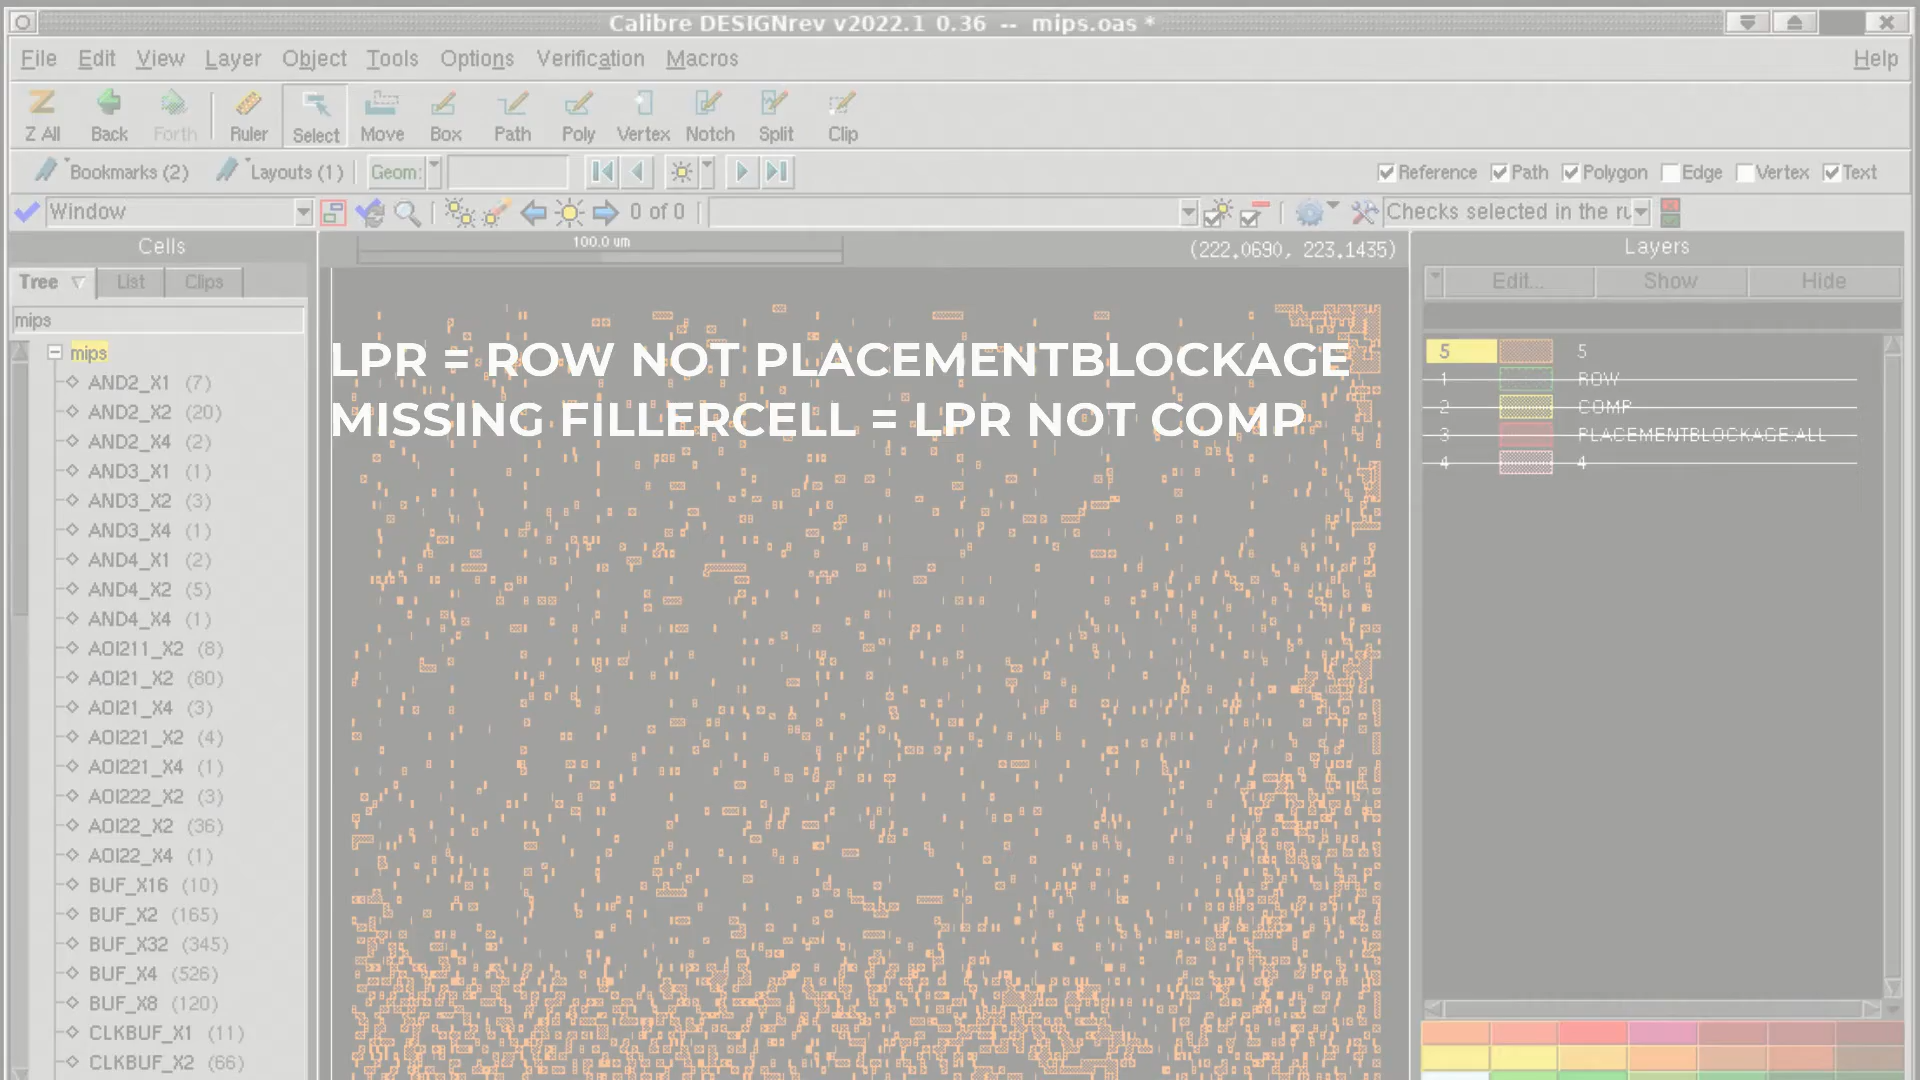 Calibre DESIGNrev v2022.1 0.36 -- mips.oas *
File Edit View Layer Object Tools Options Verification Macros Help
Z All Back Forth Ruler Select Move Box Path Poly Vertex Notch Split Clip
Bookmarks (2) Layouts (1) Geom: Reference Path Polygon Edge Vertex Text
Window 0 of 0 Checks selected in the ru
Cells
100.0 um
(222.0690, 223.1435)
Layers
Tree List Clips
Edit... Show Hide
mips
mips
AND2_X1 (7)
AND2_X2 (20)
AND2_X4 (2)
AND3_X1 (1)
AND3_X2 (3)
AND3_X4 (1)
AND4_X1 (2)
AND4_X2 (5)
AND4_X4 (1)
AOI211_X2 (8)
AOI21_X2 (80)
AOI21_X4 (3)
AOI221_X2 (4)
AOI221_X4 (1)
AOI222_X2 (3)
AOI22_X2 (36)
AOI22_X4 (1)
BUF_X16 (10)
BUF_X2 (165)
BUF_X32 (345)
BUF_X4 (526)
BUF_X8 (120)
CLKBUF_X1 (11)
CLKBUF_X2 (66)
LPR = ROW NOT PLACEMENTBLOCKAGE
MISSING FILLERCELL = LPR NOT COMP
5 5
1 ROW
2 COMP
3 PLACEMENTBLOCKAGE.ALL
4 4